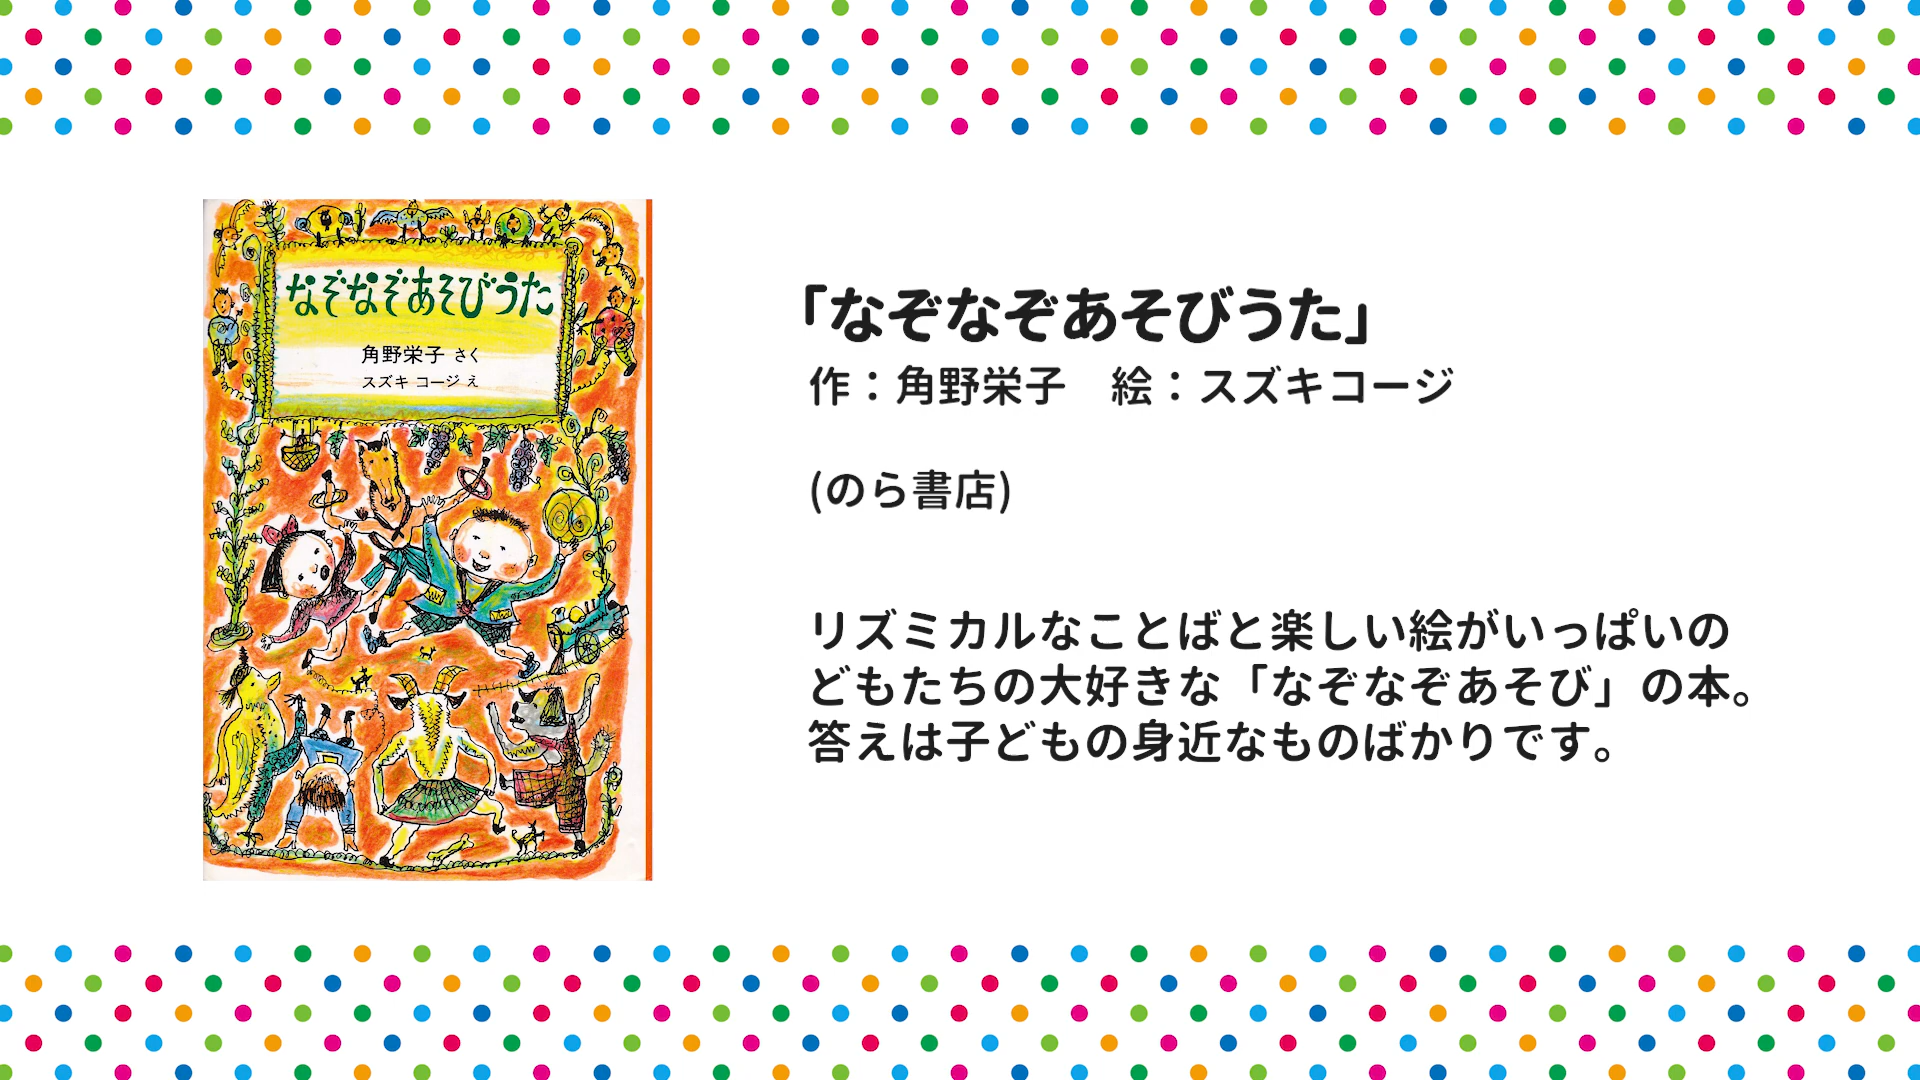 なぞなぞあそびうた
角野栄子 さく
スズキ コージ え
「なぞなぞあそびうた」
作：角野栄子　絵：スズキコージ
(のら書店)
リズミカルなことばと楽しい絵がいっぱいの
どもたちの大好きな「なぞなぞあそび」の本。
答えは子どもの身近なものばかりです。